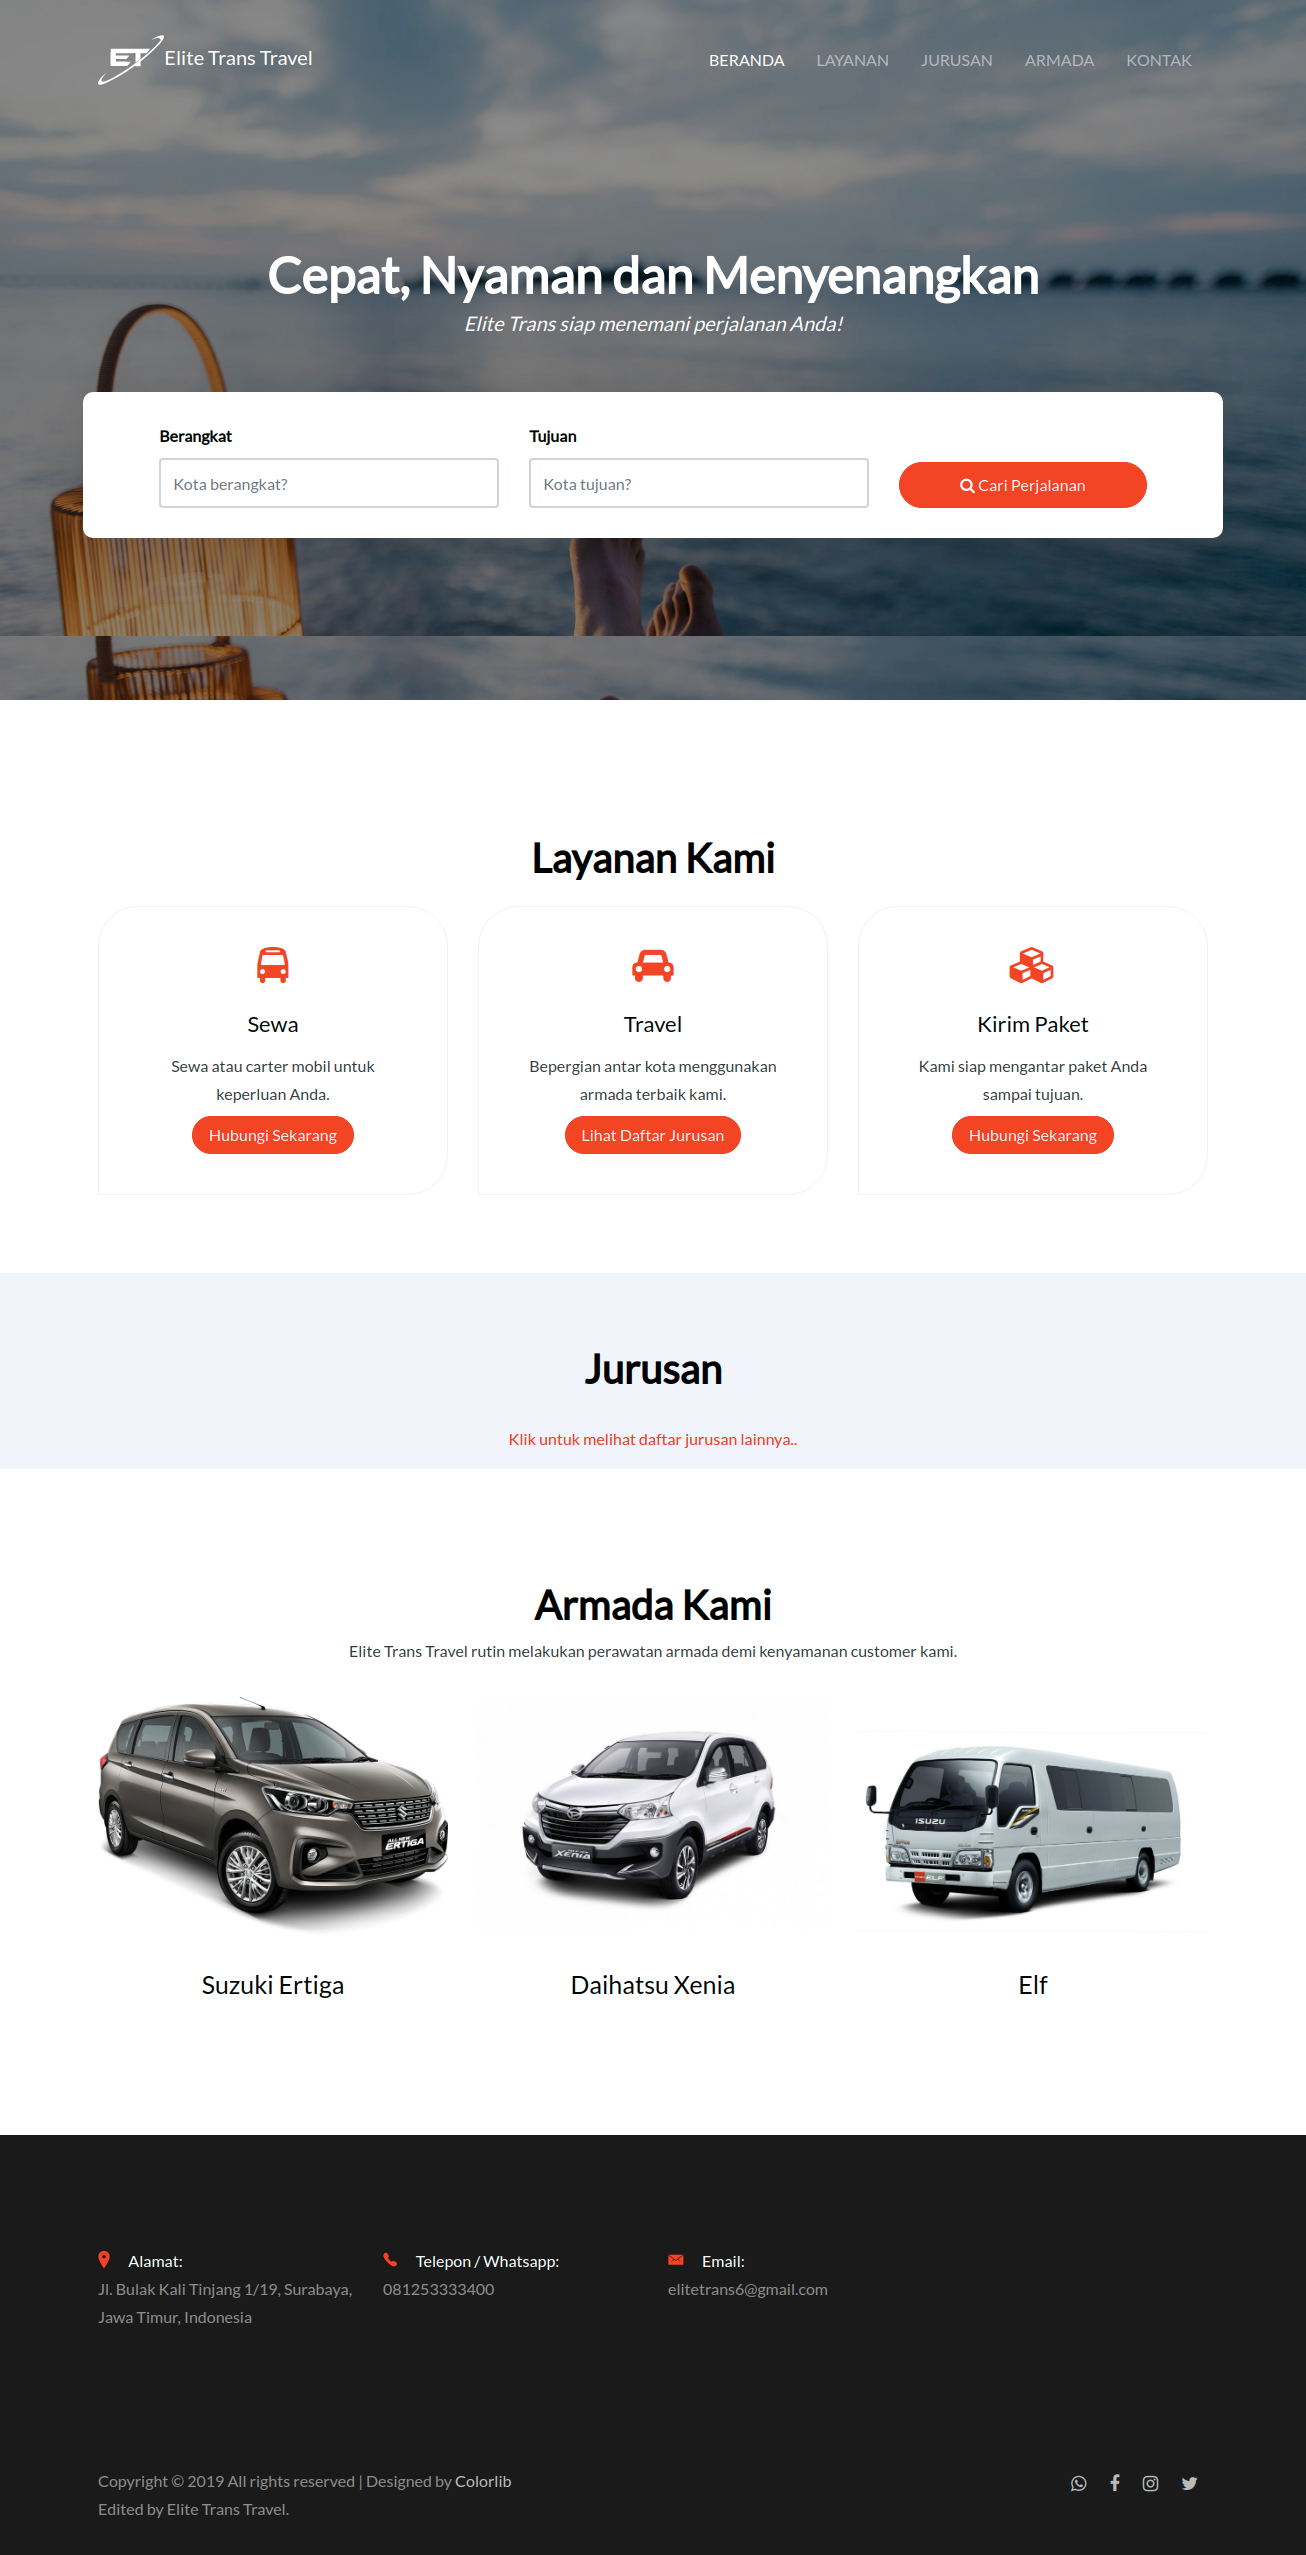 ET Elite Trans Travel
BERANDA LAYANAN JURUSAN ARMADA KONTAK
Cepat, Nyaman dan Menyenangkan
Elite Trans siap menemani perjalanan Anda!
Berangkat
Kota berangkat?
Tujuan
Kota tujuan?
Cari Perjalanan
Layanan Kami
Sewa
Sewa atau carter mobil untuk
keperluan Anda.
Hubungi Sekarang
Travel
Bepergian antar kota menggunakan
armada terbaik kami.
Lihat Daftar Jurusan
Kirim Paket
Kami siap mengantar paket Anda
sampai tujuan.
Hubungi Sekarang
Jurusan
Klik untuk melihat daftar jurusan lainnya..
Armada Kami
Elite Trans Travel rutin melakukan perawatan armada demi kenyamanan customer kami.
ALL NEW
ERTIGA
XENIA
ISUZU
ELF
Suzuki Ertiga
Daihatsu Xenia
Elf
Alamat:
Jl. Bulak Kali Tinjang 1/19, Surabaya,
Jawa Timur, Indonesia
Telepon / Whatsapp:
081253333400
Email:
elitetrans6@gmail.com
Copyright © 2019 All rights reserved | Designed by Colorlib
Edited by Elite Trans Travel.